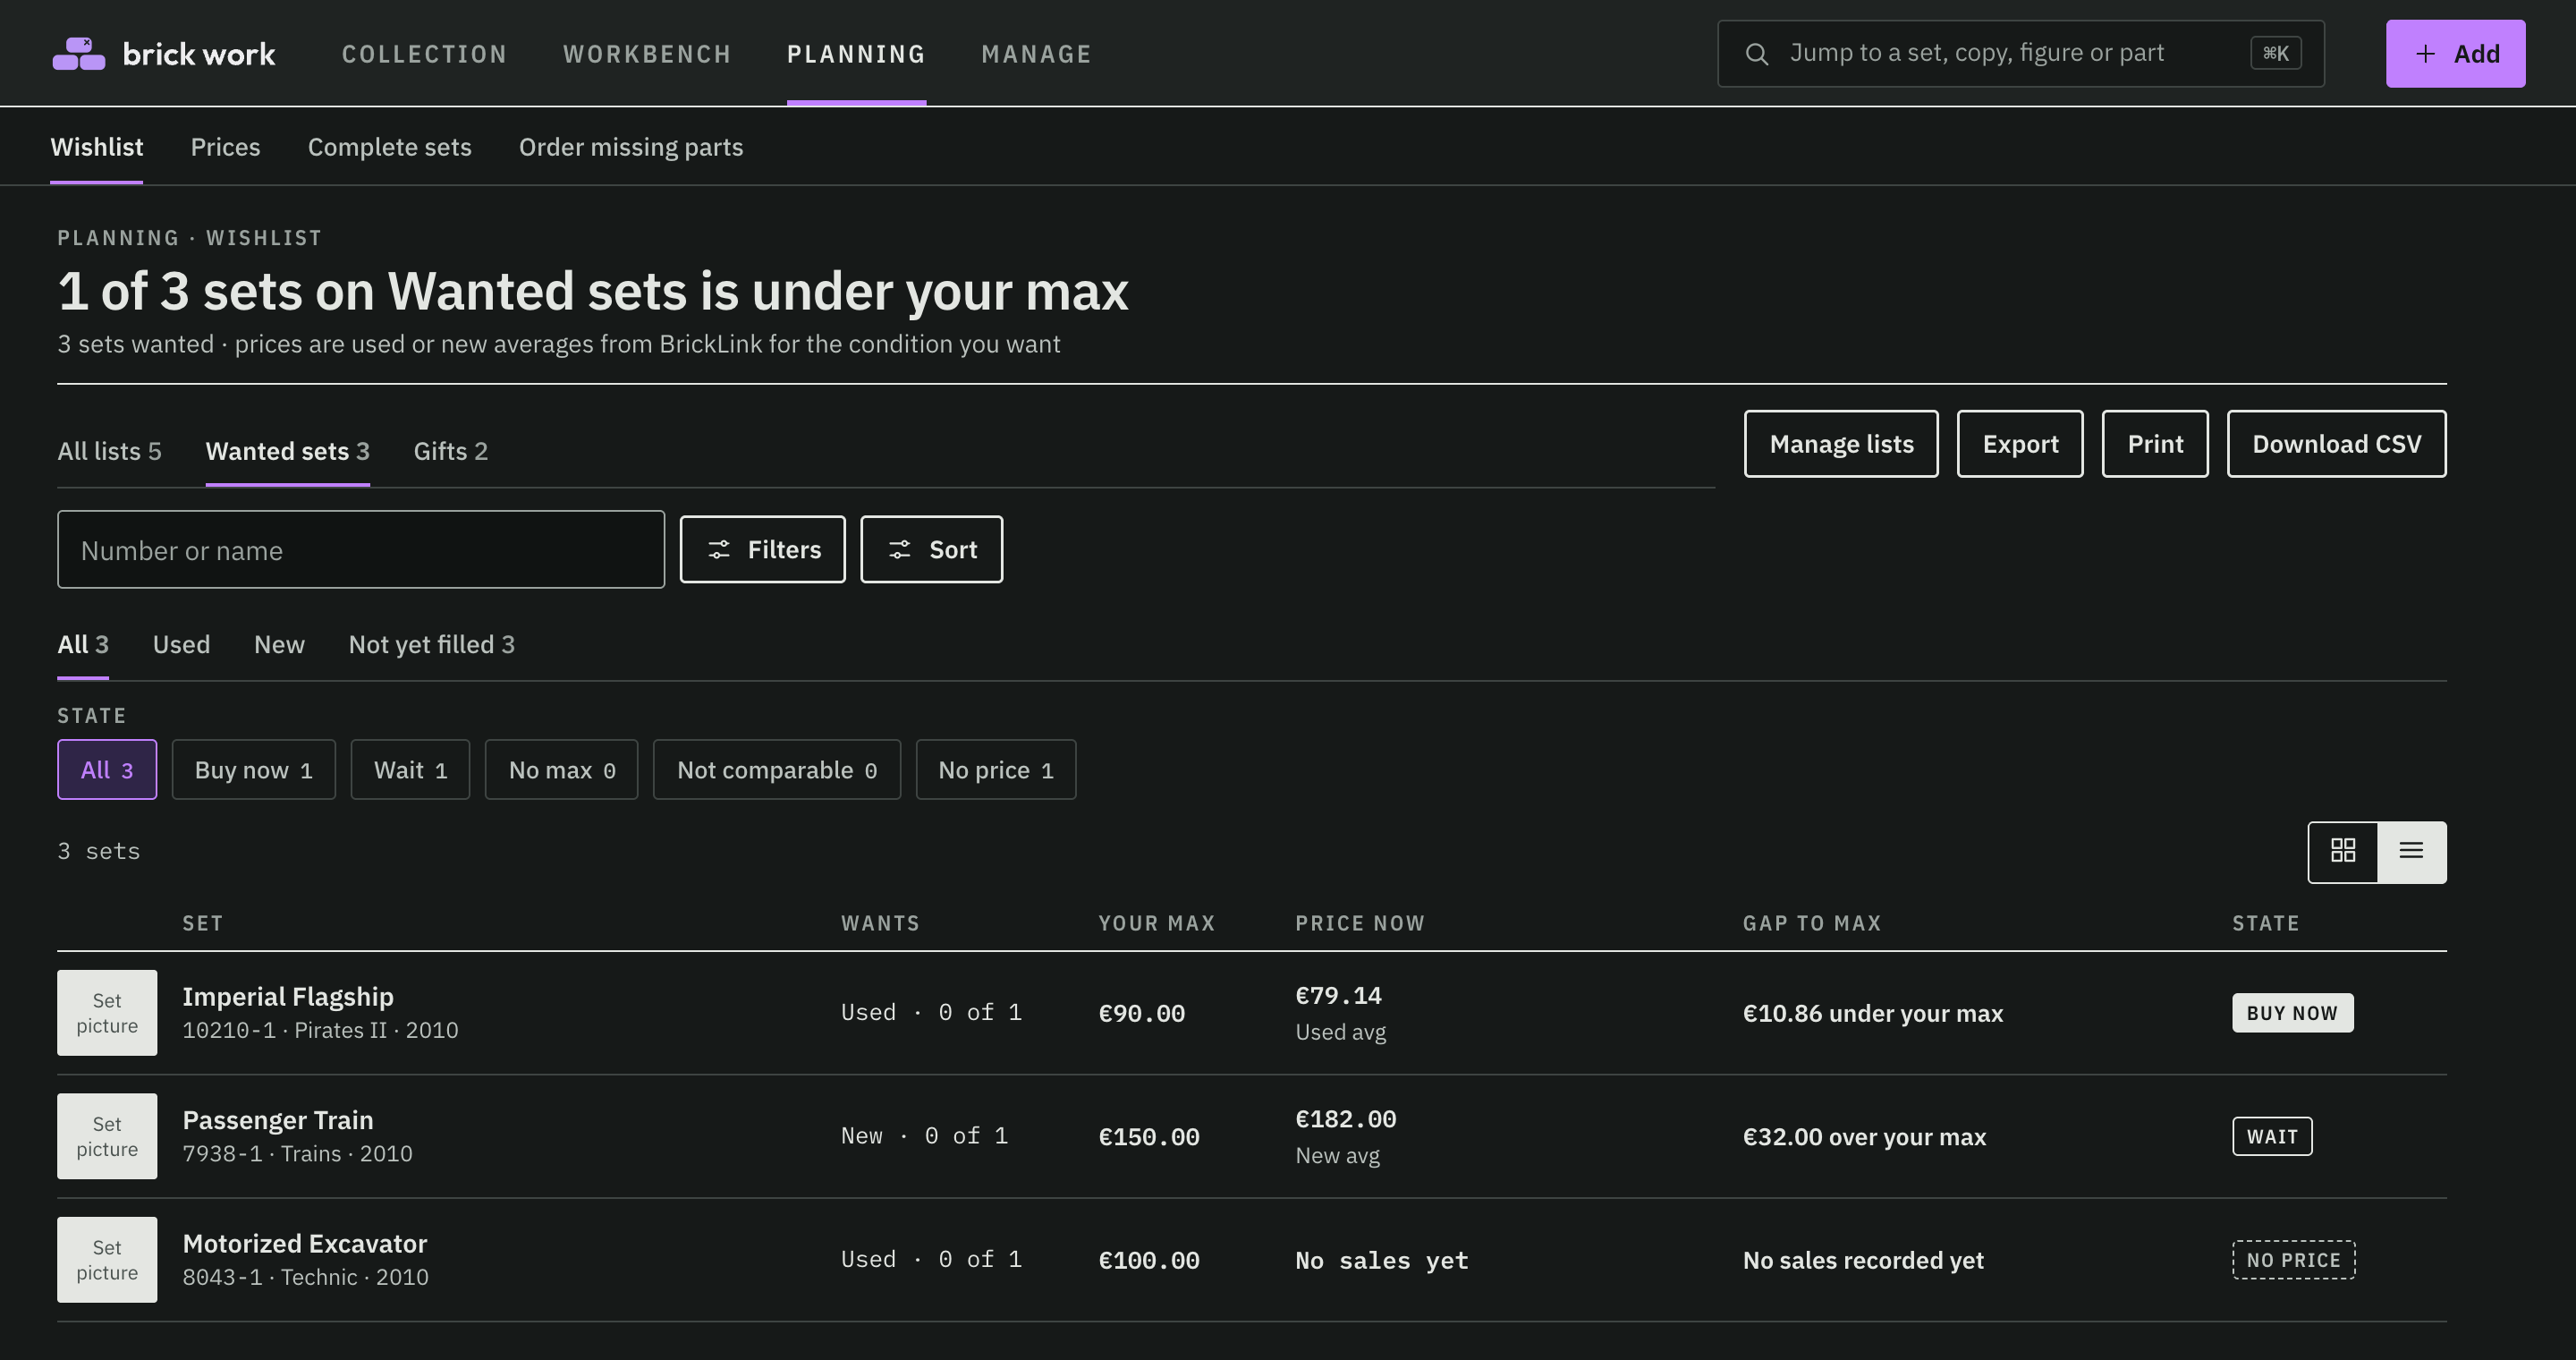 brick work
COLLECTION WORKBENCH PLANNING MANAGE
Jump to a set, copy, figure or part ⌘K
+ Add
Wishlist Prices Complete sets Order missing parts
PLANNING · WISHLIST
1 of 3 sets on Wanted sets is under your max
3 sets wanted · prices are used or new averages from BrickLink for the condition you want
All lists 5 Wanted sets 3 Gifts 2
Manage lists Export Print Download CSV
Number or name Filters Sort
All 3 Used New Not yet filled 3
STATE
All 3 Buy now 1 Wait 1 No max 0 Not comparable 0 No price 1
3 sets
SET WANTS YOUR MAX PRICE NOW GAP TO MAX STATE
Set picture
Imperial Flagship
10210-1 · Pirates II · 2010
Used · 0 of 1
€90.00
€79.14
Used avg
€10.86 under your max
BUY NOW
Set picture
Passenger Train
7938-1 · Trains · 2010
New · 0 of 1
€150.00
€182.00
New avg
€32.00 over your max
WAIT
Set picture
Motorized Excavator
8043-1 · Technic · 2010
Used · 0 of 1
€100.00
No sales yet
No sales recorded yet
NO PRICE